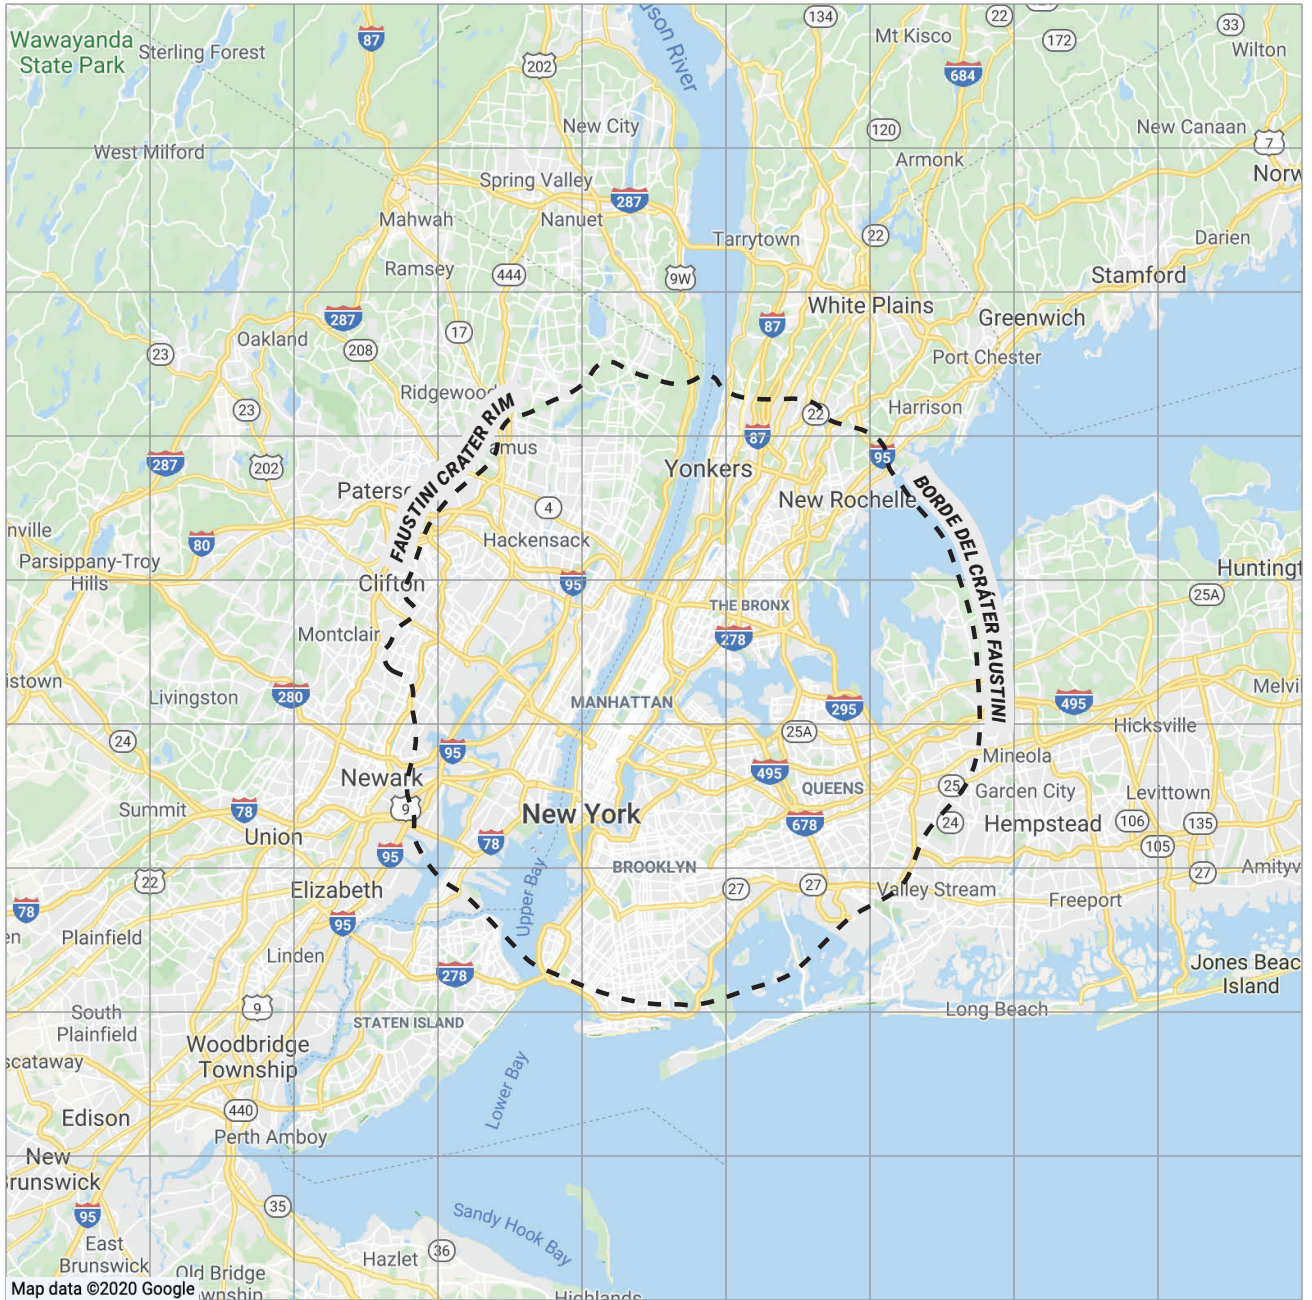 134
22
33
Wawayanda
State Park
Sterling Forest
87
Mt Kisco
172
Wilton
202
684
New City
120
New Canaan
7
West Milford
Armonk
Spring Valley
287
Mahwah
Nanuet
Tarrytown
22
Darien
Ramsey
444
9W
Stamford
White Plains
287
Greenwich
87
17
Oakland
208
23
Port Chester
Ridgewood
23
22
Harrison
FAUSTINI CRATER RIM
87
amus
95
287
202
Yonkers
New Rochelle
BORDE DEL CRÁTER FAUSTINI
4
80
Hackensack
Parsippany-Troy
Hills
Clifton
95
Huntingt
25A
THE BRONX
278
Montclair
istown
Livingston
280
MANHATTAN
295
495
Melvi
24
95
25A
Hicksville
Newark
495
QUEENS
Mineola
25
Garden City
Levittown
Summit
78
9
New York
678
24
Hempstead
106
135
Union
95
78
105
BROOKLYN
22
Elizabeth
27
27
Valley Stream
Freeport
27
Amityv
78
95
Upper Bay
en
Plainfield
Linden
278
Jones Beac
Island
9
South
Plainfield
STATEN ISLAND
Long Beach
Woodbridge
Township
scataway
Lower Bay
Edison
440
Perth Amboy
New
Brunswick
95
35
Sandy Hook Bay
East
Brunswick
Hazlet
36
Old Bridge
wnship
Map data ©2020 Google
Highlands